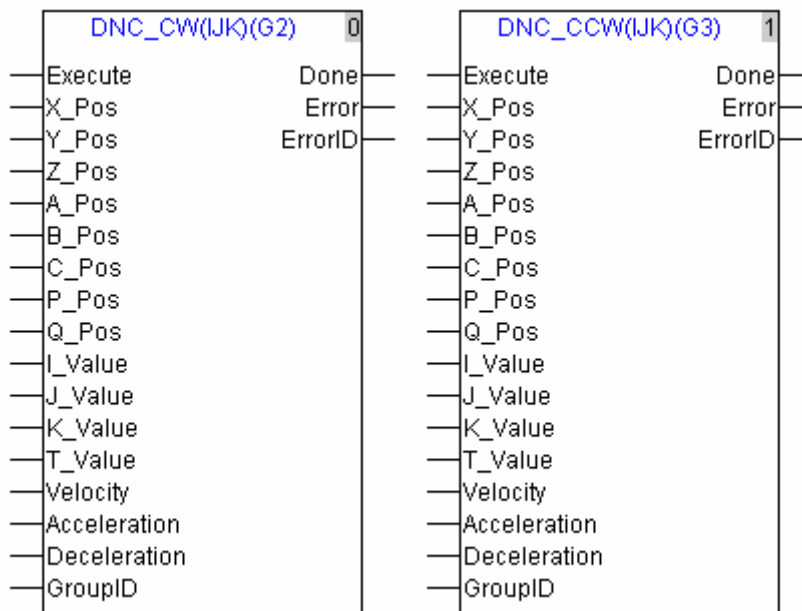 DNC_CW(IJK)(G2) 0
Execute Done
X_Pos Error
Y_Pos ErrorID
Z_Pos
A_Pos
B_Pos
C_Pos
P_Pos
Q_Pos
I_Value
J_Value
K_Value
T_Value
Velocity
Acceleration
Deceleration
GroupID
DNC_CCW(IJK)(G3) 1
Execute Done
X_Pos Error
Y_Pos ErrorID
Z_Pos
A_Pos
B_Pos
C_Pos
P_Pos
Q_Pos
I_Value
J_Value
K_Value
T_Value
Velocity
Acceleration
Deceleration
GroupID